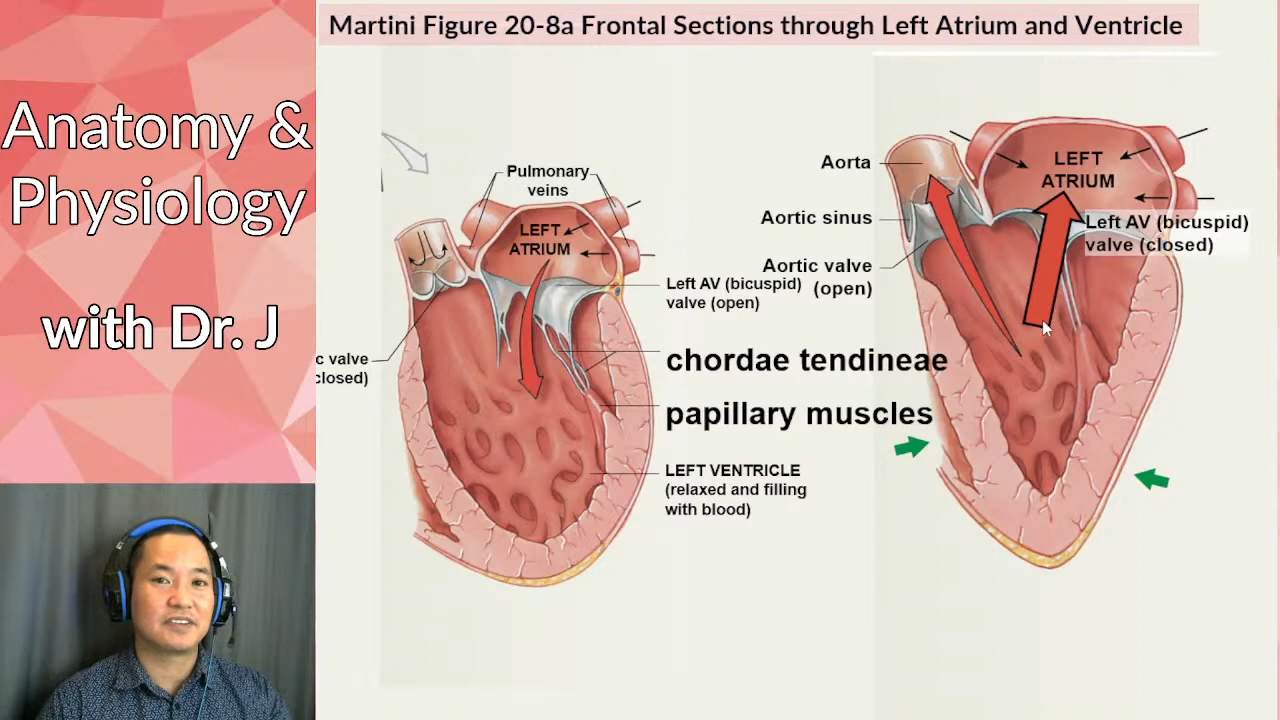 Martini Figure 20-8a Frontal Sections through Left Atrium and Ventricle
Anatomy &
Physiology
with Dr. J
Pulmonary
veins
LEFT
ATRIUM
Left AV (bicuspid)
valve (open)
c valve
closed)
chordae tendineae
papillary muscles
LEFT VENTRICLE
(relaxed and filling
with blood)
Aorta
Aortic sinus
Aortic valve
(open)
LEFT
ATRIUM
Left AV (bicuspid)
valve (closed)